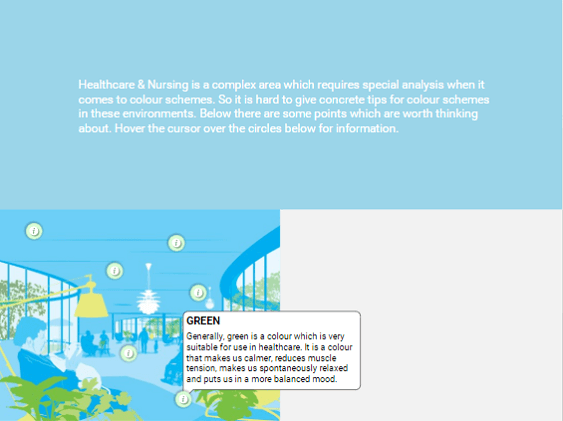 Healthcare & Nursing is a complex area which requires special analysis when it
comes to colour schemes. So it is hard to give concrete tips for colour schemes
in these environments. Below there are some points which are worth thinking
about. Hover the cursor over the circles below for information.
i
i
i
i
GREEN
Generally, green is a colour which is very
suitable for use in healthcare. It is a colour
that makes us calmer, reduces muscle
tension, makes us spontaneously relaxed
and puts us in a more balanced mood.
i
i